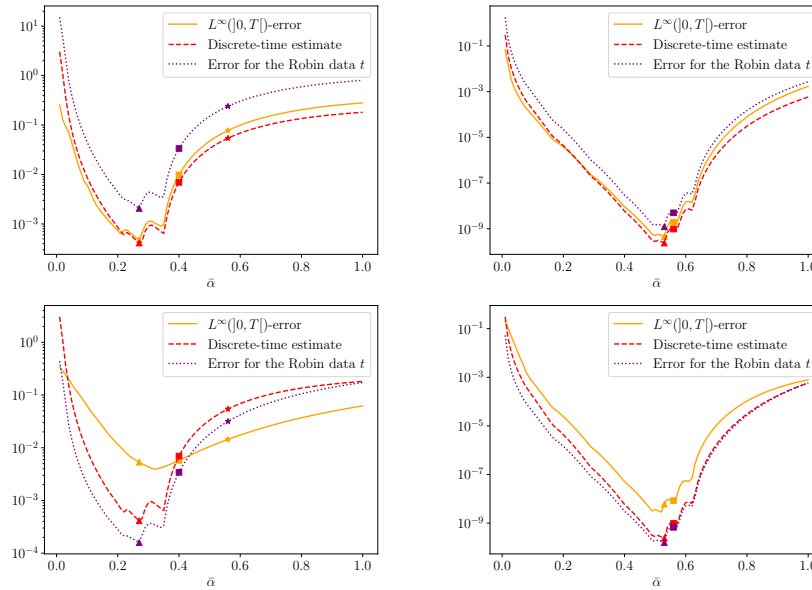 10^1
10^0
10^{-1}
10^{-2}
10^{-3}
0.0 0.2 0.4 0.6 0.8 1.0
ᾱ
L^∞(]0, T[)-error
Discrete-time estimate
Error for the Robin data t
10^{-1}
10^{-3}
10^{-5}
10^{-7}
10^{-9}
0.0 0.2 0.4 0.6 0.8 1.0
ᾱ
L^∞(]0, T[)-error
Discrete-time estimate
Error for the Robin data t
10^0
10^{-1}
10^{-2}
10^{-3}
10^{-4}
0.0 0.2 0.4 0.6 0.8 1.0
ᾱ
L^∞(]0, T[)-error
Discrete-time estimate
Error for the Robin data t
10^{-1}
10^{-3}
10^{-5}
10^{-7}
10^{-9}
0.0 0.2 0.4 0.6 0.8 1.0
ᾱ
L^∞(]0, T[)-error
Discrete-time estimate
Error for the Robin data t